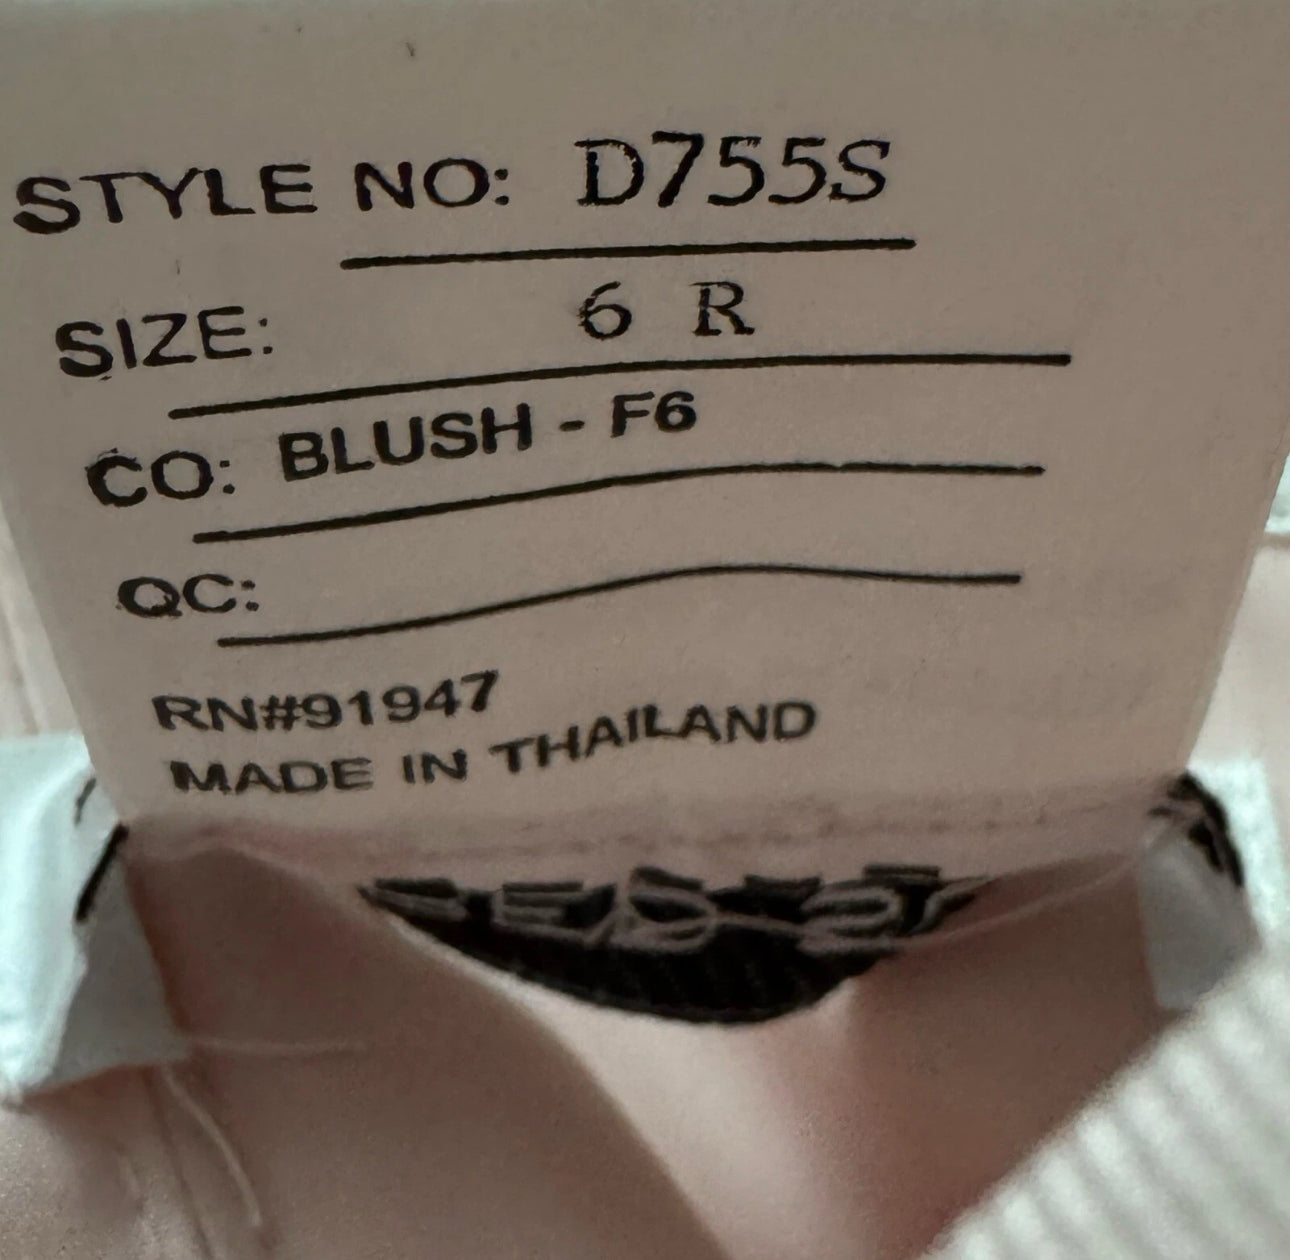 STYLE NO: D755S
SIZE: 6 R
CO: BLUSH - F6
QC:
RN#91947
MADE IN THAILAND